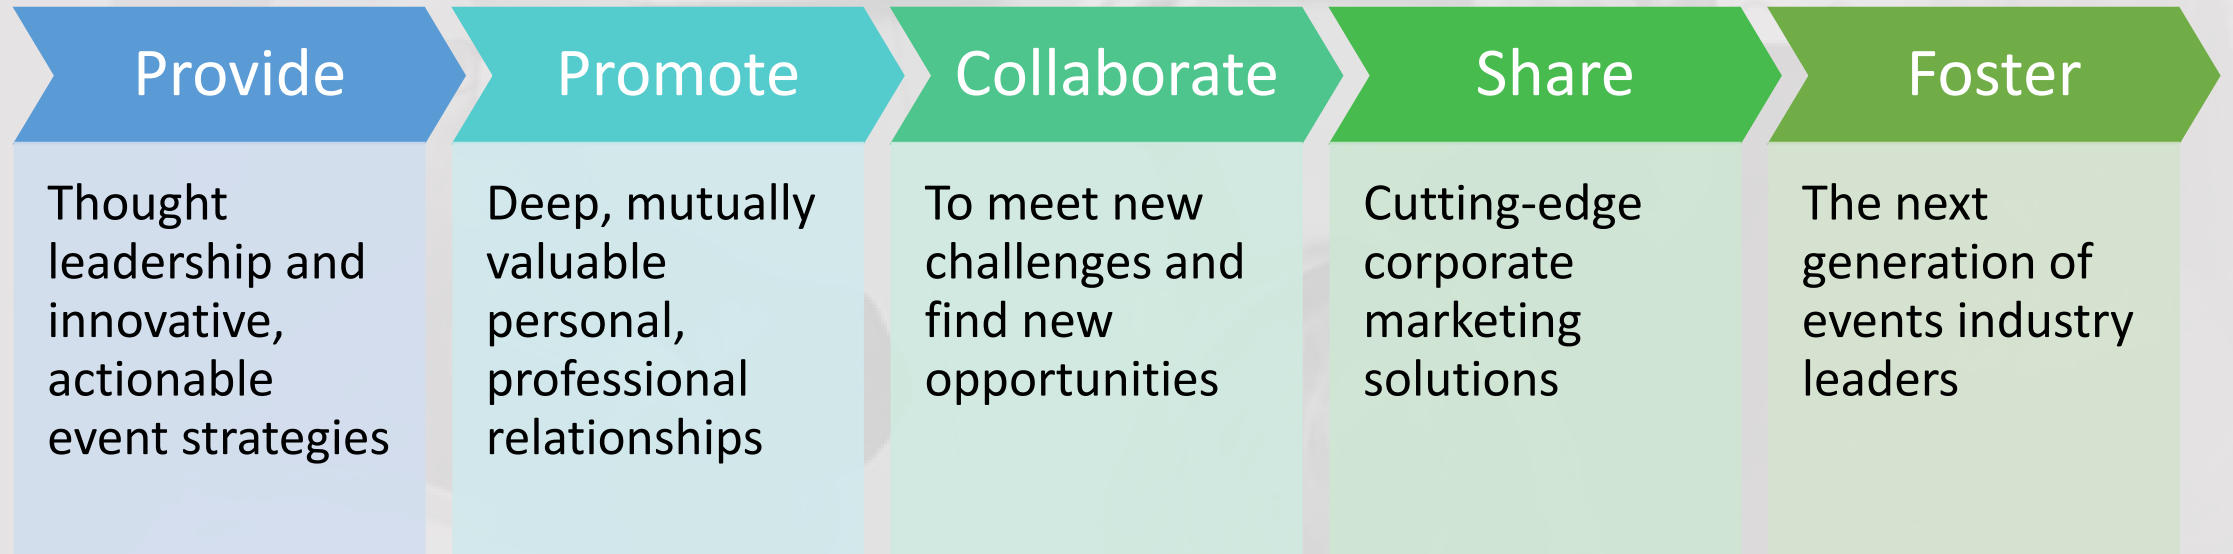 Provide
Thought
leadership and
innovative,
actionable
event strategies
Promote
Deep, mutually
valuable
personal,
professional
relationships
Collaborate
To meet new
challenges and
find new
opportunities
Share
Cutting-edge
corporate
marketing
solutions
Foster
The next
generation of
events industry
leaders